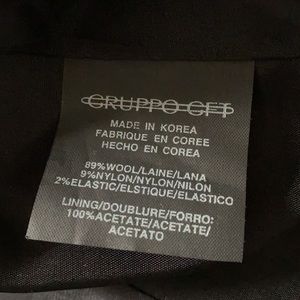 GRUPPO GFT
MADE IN KOREA
FABRIQUE EN COREE
HECHO EN COREA
89%WOOL/LAINE/LANA
9%NYLON/NYLON/NILON
2%ELASTIC/ELSTIQUE/ELASTICO
LINING/DOUBLURE/FORRO:
100%ACETATE/ACETATE/
ACETATO